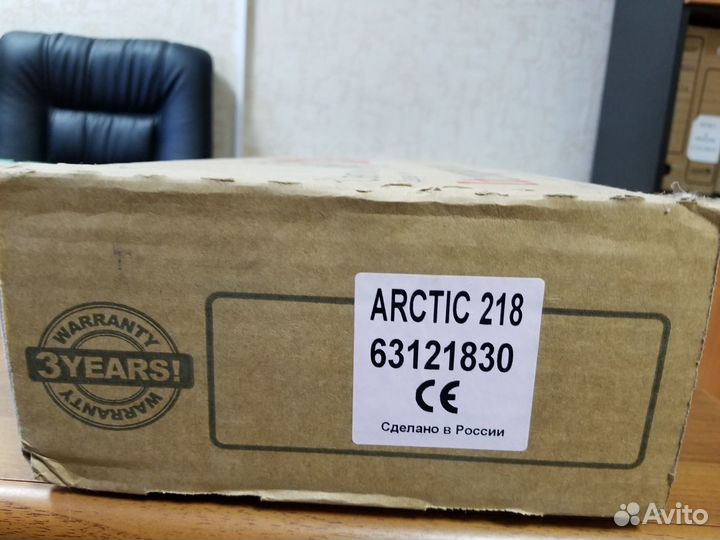 ARCTIC 218
63121830
CE
Сделано в России
WARRANTY
3YEARS!
WARRANTY
Avito